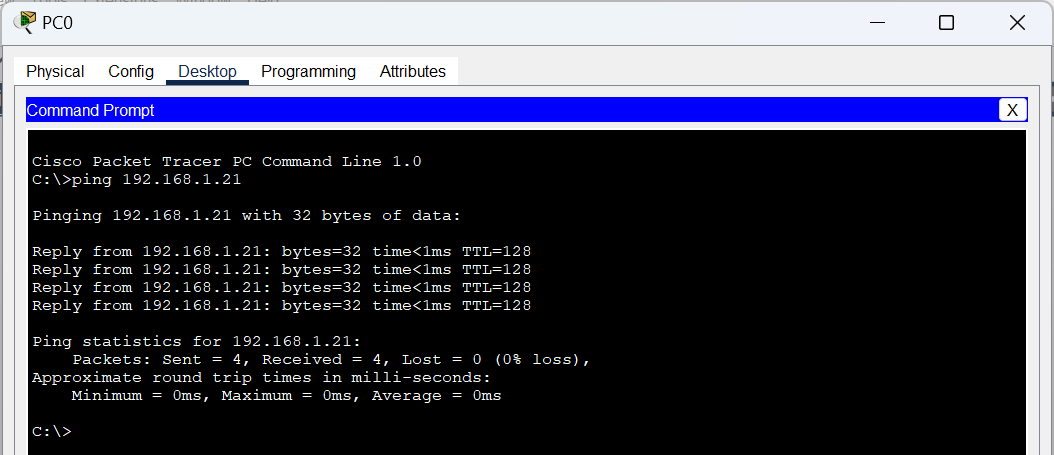 PC0
Physical Config Desktop Programming Attributes
Command Prompt
X
Cisco Packet Tracer PC Command Line 1.0
C:\>ping 192.168.1.21
Pinging 192.168.1.21 with 32 bytes of data:
Reply from 192.168.1.21: bytes=32 time<1ms TTL=128
Reply from 192.168.1.21: bytes=32 time<1ms TTL=128
Reply from 192.168.1.21: bytes=32 time<1ms TTL=128
Reply from 192.168.1.21: bytes=32 time<1ms TTL=128
Ping statistics for 192.168.1.21:
    Packets: Sent = 4, Received = 4, Lost = 0 (0% loss),
Approximate round trip times in milli-seconds:
    Minimum = 0ms, Maximum = 0ms, Average = 0ms
C:\>